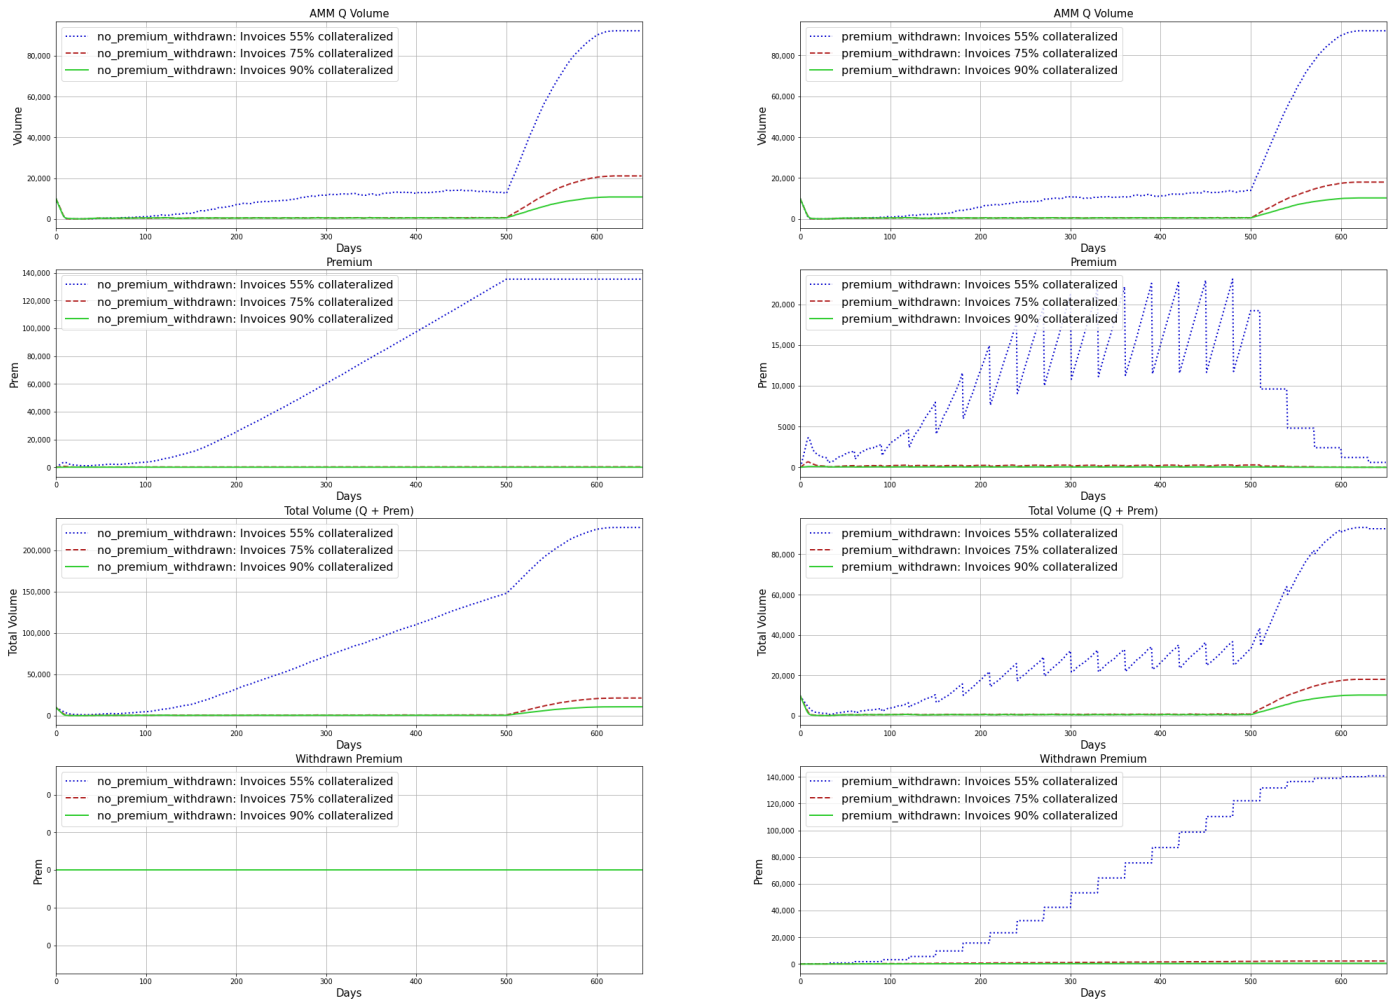 AMM Q Volume
no_premium_withdrawn: Invoices 55% collateralized
no_premium_withdrawn: Invoices 75% collateralized
no_premium_withdrawn: Invoices 90% collateralized
Volume
80,000
60,000
40,000
20,000
0
0 100 200 300 400 500 600
Days
AMM Q Volume
premium_withdrawn: Invoices 55% collateralized
premium_withdrawn: Invoices 75% collateralized
premium_withdrawn: Invoices 90% collateralized
Volume
80,000
60,000
40,000
20,000
0
0 100 200 300 400 500 600
Days
Premium
no_premium_withdrawn: Invoices 55% collateralized
no_premium_withdrawn: Invoices 75% collateralized
no_premium_withdrawn: Invoices 90% collateralized
Prem
140,000
120,000
100,000
80,000
60,000
40,000
20,000
0
0 100 200 300 400 500 600
Days
Premium
premium_withdrawn: Invoices 55% collateralized
premium_withdrawn: Invoices 75% collateralized
premium_withdrawn: Invoices 90% collateralized
Prem
20,000
15,000
10,000
5000
0
0 100 200 300 400 500 600
Days
Total Volume (Q + Prem)
no_premium_withdrawn: Invoices 55% collateralized
no_premium_withdrawn: Invoices 75% collateralized
no_premium_withdrawn: Invoices 90% collateralized
Total Volume
200,000
150,000
100,000
50,000
0
0 100 200 300 400 500 600
Days
Total Volume (Q + Prem)
premium_withdrawn: Invoices 55% collateralized
premium_withdrawn: Invoices 75% collateralized
premium_withdrawn: Invoices 90% collateralized
Total Volume
80,000
60,000
40,000
20,000
0
0 100 200 300 400 500 600
Days
Withdrawn Premium
no_premium_withdrawn: Invoices 55% collateralized
no_premium_withdrawn: Invoices 75% collateralized
no_premium_withdrawn: Invoices 90% collateralized
Prem
0
0
0
0
0
0 100 200 300 400 500 600
Days
Withdrawn Premium
premium_withdrawn: Invoices 55% collateralized
premium_withdrawn: Invoices 75% collateralized
premium_withdrawn: Invoices 90% collateralized
Prem
140,000
120,000
100,000
80,000
60,000
40,000
20,000
0
0 100 200 300 400 500 600
Days